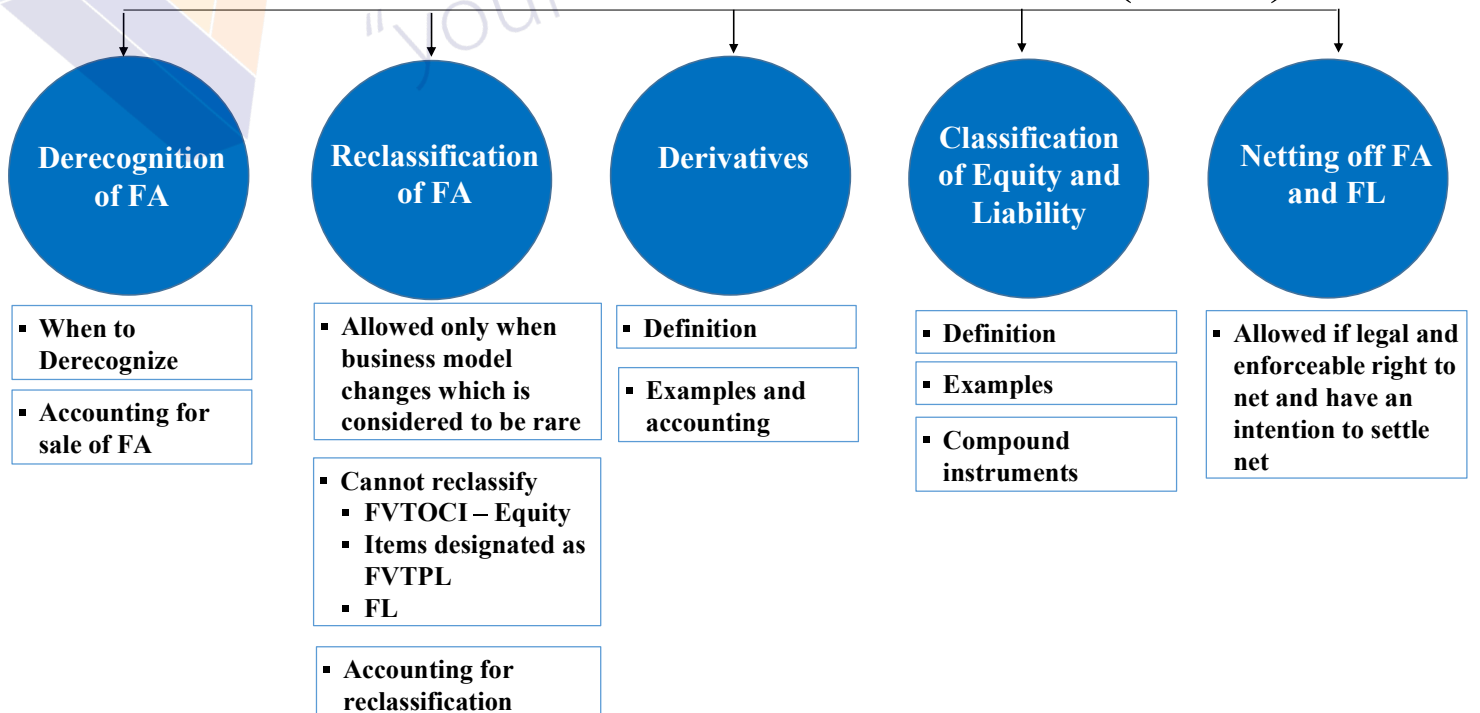 "your
Derecognition
of FA
Reclassification
of FA
Derivatives
Classification
of Equity and
Liability
Netting off FA
and FL
▪ When to
Derecognize
▪ Accounting for
sale of FA
▪ Allowed only when
business model
changes which is
considered to be rare
▪ Cannot reclassify
▪ FVTOCI – Equity
▪ Items designated as
FVTPL
▪ FL
▪ Accounting for
reclassification
▪ Definition
▪ Examples and
accounting
▪ Definition
▪ Examples
▪ Compound
instruments
▪ Allowed if legal and
enforceable right to
net and have an
intention to settle
net